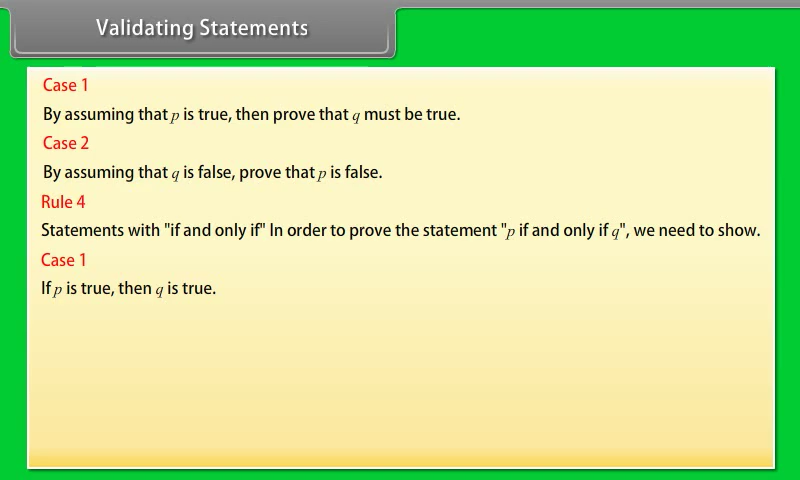 Validating Statements
Case 1
By assuming that p is true, then prove that q must be true.
Case 2
By assuming that q is false, prove that p is false.
Rule 4
Statements with "if and only if" In order to prove the statement "p if and only if q", we need to show.
Case 1
If p is true, then q is true.